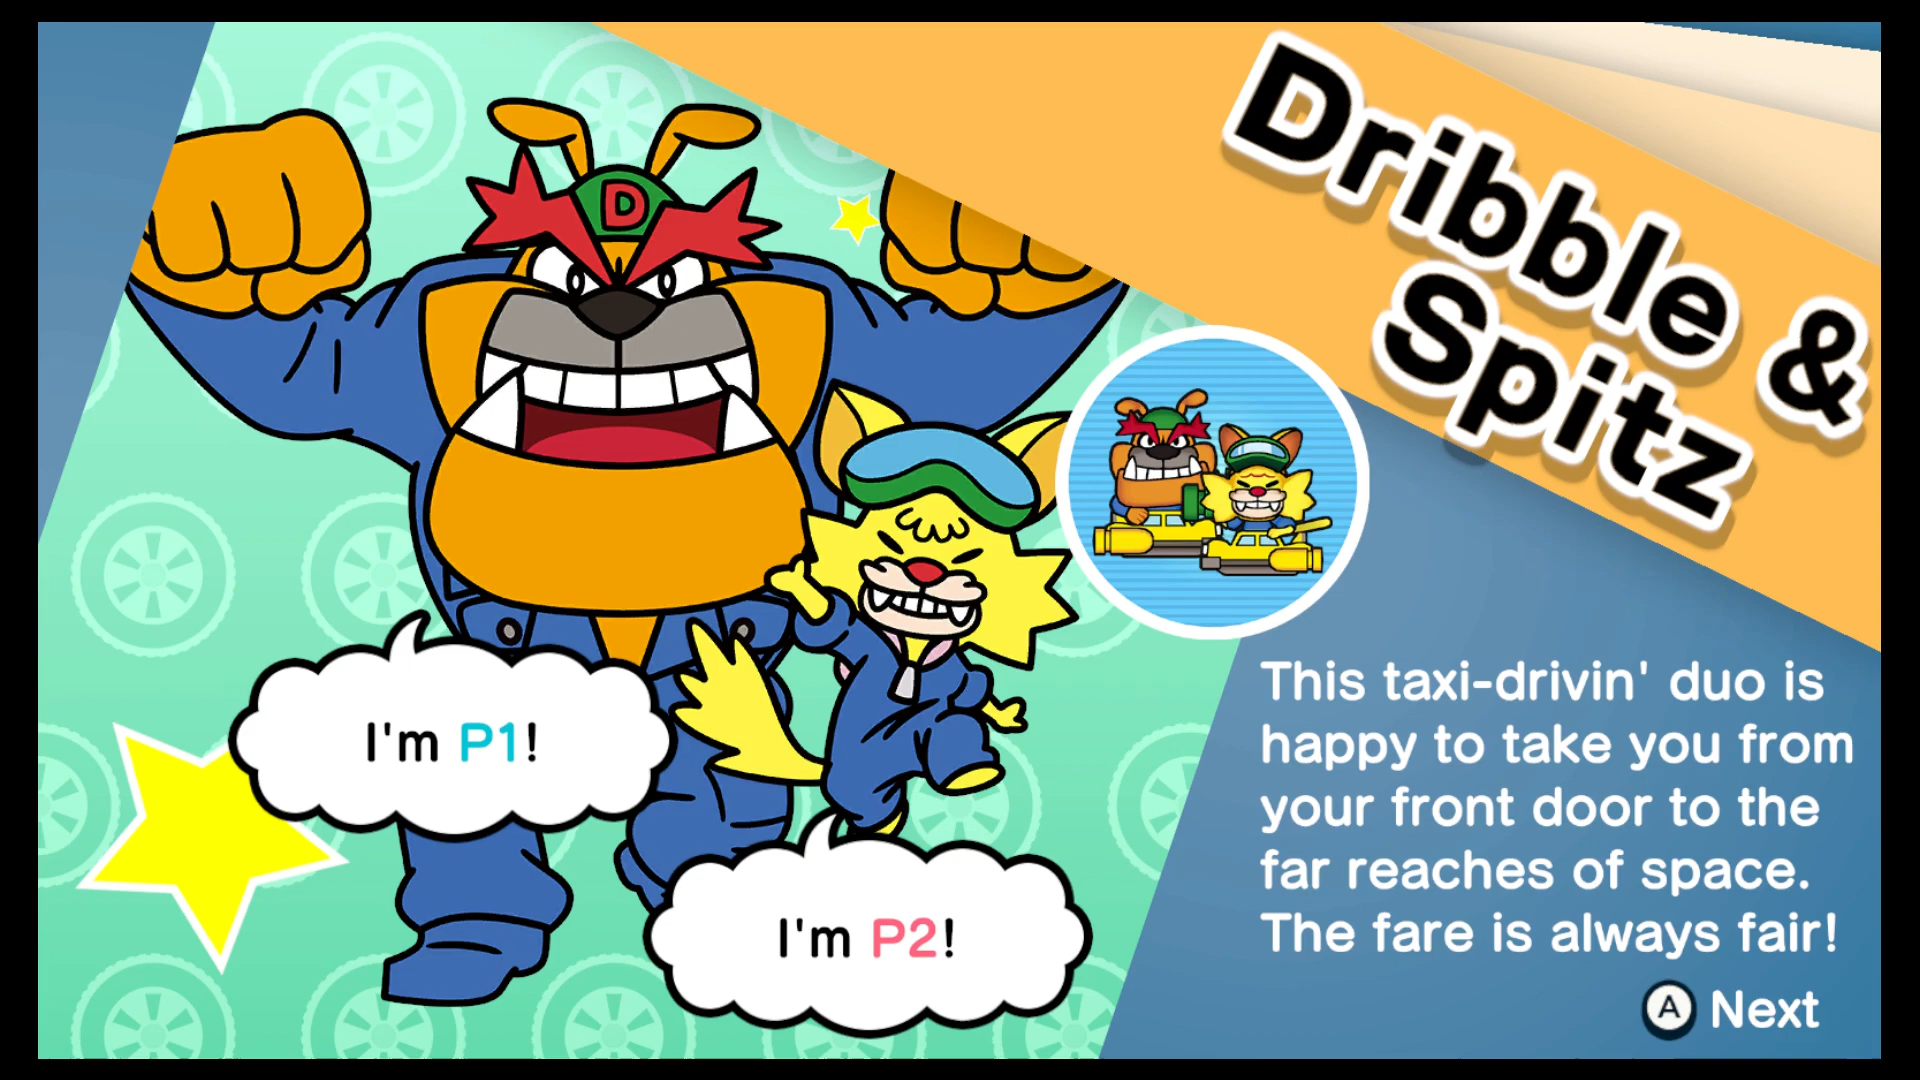 Dribble &
Spitz
D
I'm P1!
I'm P2!
This taxi-drivin' duo is
happy to take you from
your front door to the
far reaches of space.
The fare is always fair!
A Next